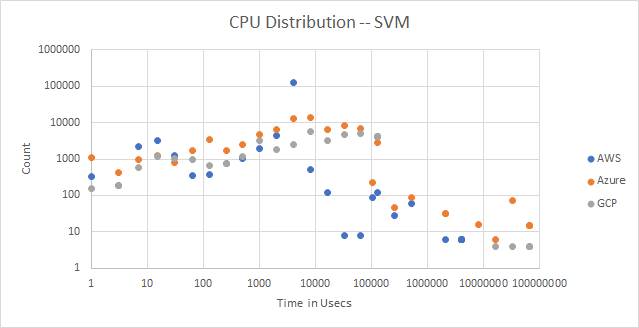 CPU Distribution -- SVM
1000000
100000
10000
1000
100
10
1
Count
AWS
Azure
GCP
1 10 100 1000 10000 100000 1000000 10000000 100000000
Time in Usecs